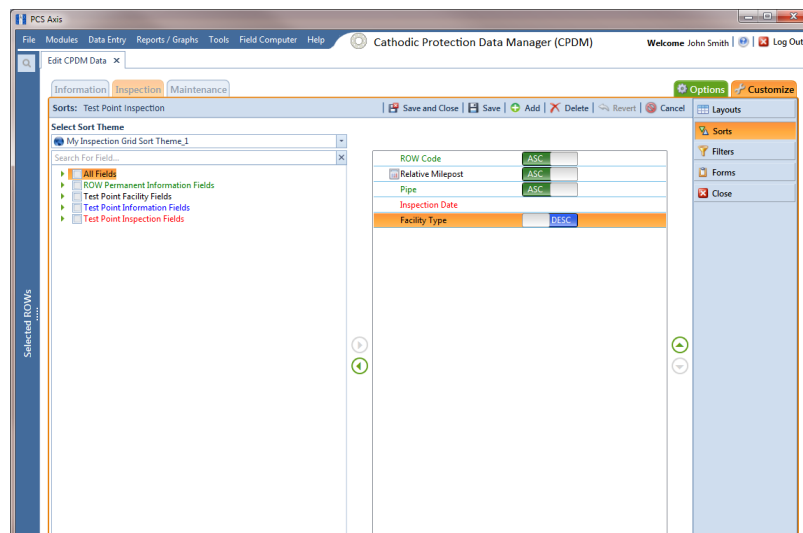 PCS Axis
File Modules Data Entry Reports / Graphs Tools Field Computer Help
Cathodic Protection Data Manager (CPDM)
Welcome John Smith | | Log Out
Edit CPDM Data
Information Inspection Maintenance
Options Customize
Sorts: Test Point Inspection
| Save and Close | Save | Add | Delete | Revert | Cancel
Layouts
Select Sort Theme
My Inspection Grid Sort Theme_1
Search For Field...
All Fields
ROW Permanent Information Fields
Test Point Facility Fields
Test Point Information Fields
Test Point Inspection Fields
ROW Code ASC
Relative Milepost ASC
Pipe ASC
Inspection Date
Facility Type DESC
Sorts
Filters
Forms
Close
Selected ROWs